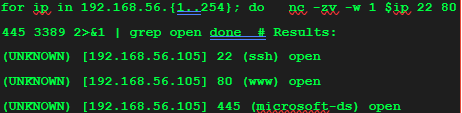 for ip in 192.168.56.{1..254}; do   nc -zv -w 1 $ip 22 80
445 3389 2>&1 | grep open done  # Results:
(UNKNOWN) [192.168.56.105] 22 (ssh) open
(UNKNOWN) [192.168.56.105] 80 (www) open
(UNKNOWN) [192.168.56.105] 445 (microsoft-ds) open